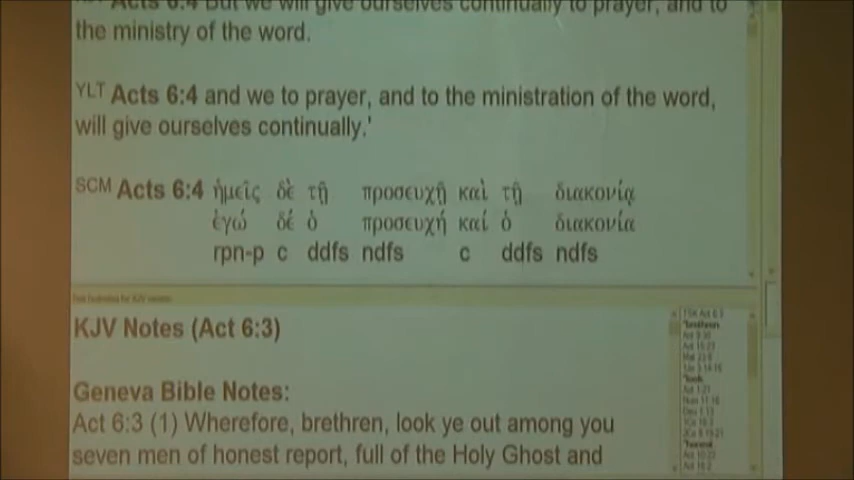 Acts 6:4 But we will give ourselves continually to prayer, and to
the ministry of the word.
YLT Acts 6:4 and we to prayer, and to the ministration of the word,
will give ourselves continually.'
SCM Acts 6:4 ἡμεῖς δὲ τῇ προσευχῇ καὶ τῇ διακονίᾳ
ἐγώ δέ ὁ προσευχή καί ὁ διακονία
rpn-p c ddfs ndfs c ddfs ndfs
KJV Notes (Act 6:3)
Geneva Bible Notes:
Act 6:3 (1) Wherefore, brethren, look ye out among you
seven men of honest report, full of the Holy Ghost and